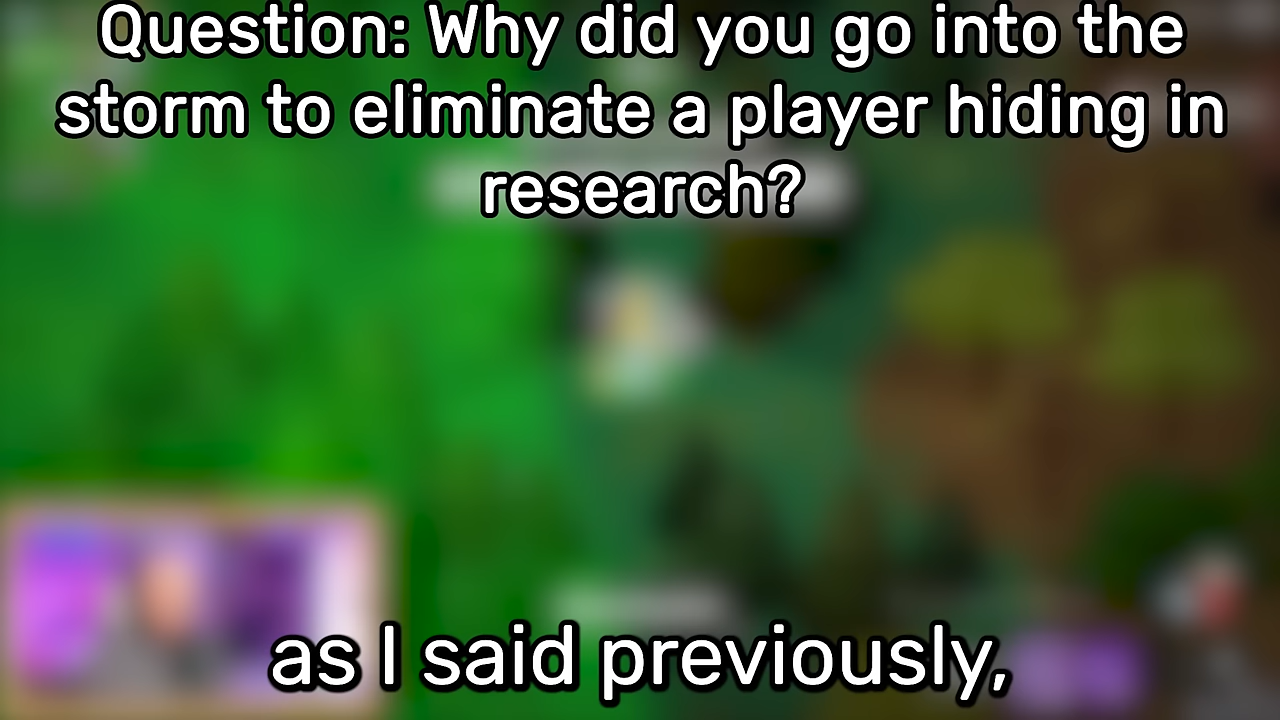 Question: Why did you go into the
storm to eliminate a player hiding in
research?
as I said previously,